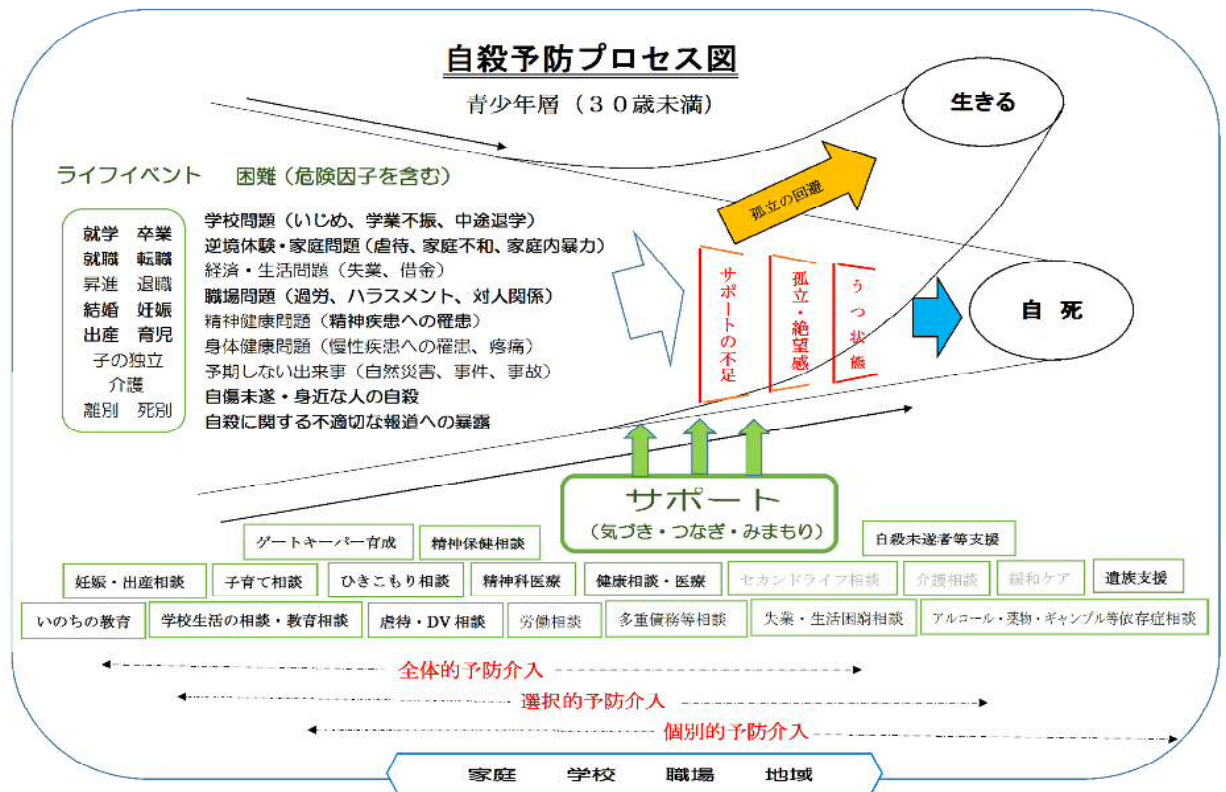 自殺予防プロセス図
青少年層（３０歳未満）
生きる
孤立の回避
ライフイベント　困難（危険因子を含む）
就学　卒業
就職　転職
昇進　退職
結婚　妊娠
出産　育児
子の独立
介護
離別　死別
学校問題（いじめ、学業不振、中途退学）
逆境体験・家庭問題（虐待、家庭不和、家庭内暴力）
経済・生活問題（失業、借金）
職場問題（過労、ハラスメント、対人関係）
精神健康問題（精神疾患への罹患）
身体健康問題（慢性疾患への罹患、疼痛）
予期しない出来事（自然災害、事件、事故）
自傷未遂・身近な人の自殺
自殺に関する不適切な報道への暴露
サポートの不足
孤立・絶望感
うつ状態
自 死
サポート
（気づき・つなぎ・みまもり）
ゲートキーパー育成
精神保健相談
自殺未遂者等支援
妊娠・出産相談
子育て相談
ひきこもり相談
精神科医療
健康相談・医療
セカンドライフ相談
介護相談
緩和ケア
遺族支援
いのちの教育
学校生活の相談・教育相談
虐待・DV 相談
労働相談
多重債務等相談
失業・生活困窮相談
アルコール・薬物・ギャンブル等依存症相談
全体的予防介入
選択的予防介入
個別的予防介入
家庭　学校　職場　地域